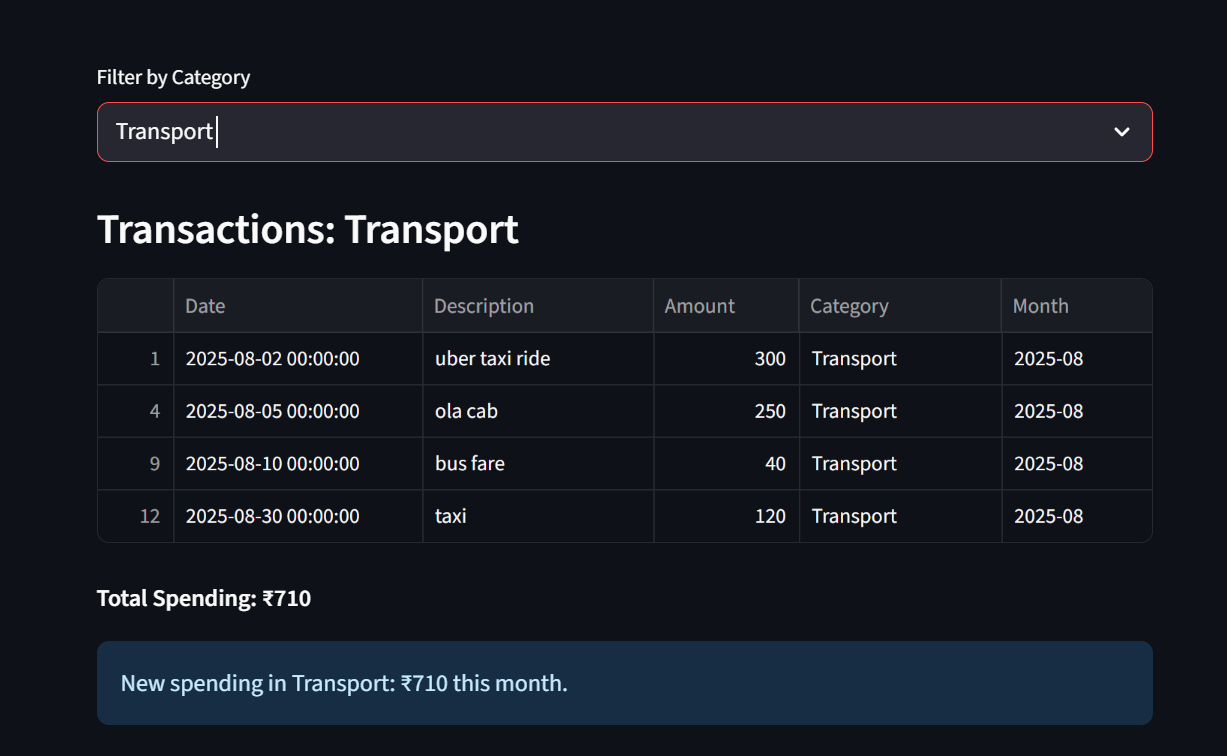 Filter by Category
Transport
Transactions: Transport
Date Description Amount Category Month
1 2025-08-02 00:00:00 uber taxi ride 300 Transport 2025-08
4 2025-08-05 00:00:00 ola cab 250 Transport 2025-08
9 2025-08-10 00:00:00 bus fare 40 Transport 2025-08
12 2025-08-30 00:00:00 taxi 120 Transport 2025-08
Total Spending: ₹710
New spending in Transport: ₹710 this month.